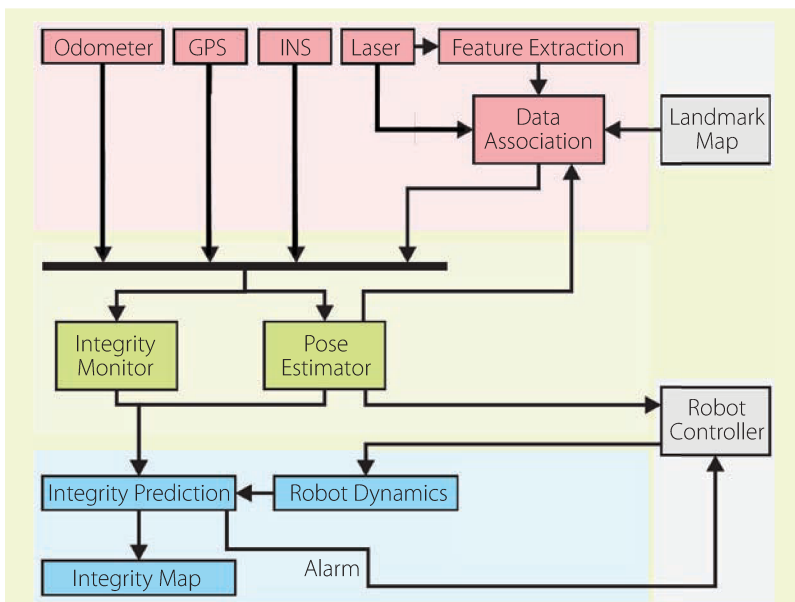 Odometer
GPS
INS
Laser
Feature Extraction
Data
Association
Landmark
Map
Integrity
Monitor
Pose
Estimator
Robot
Controller
Integrity Prediction
Robot Dynamics
Integrity Map
Alarm